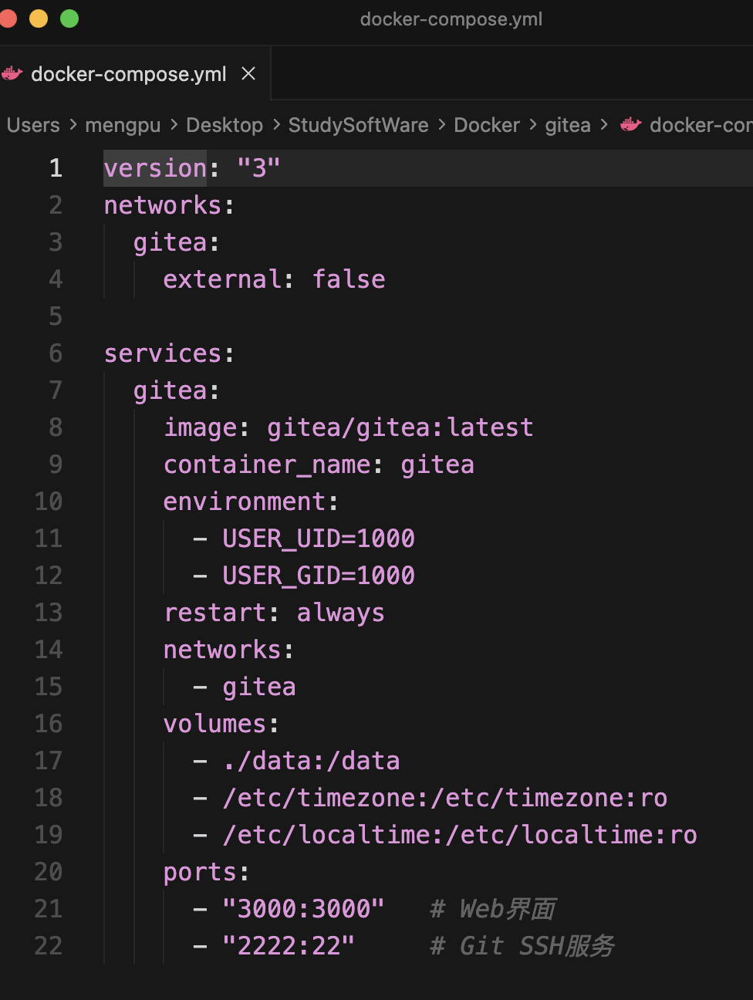 docker-compose.yml
docker-compose.yml
Users > mengpu > Desktop > StudySoftWare > Docker > gitea > docker-con
1 version: "3"
2 networks:
3   gitea:
4     external: false
5
6 services:
7   gitea:
8     image: gitea/gitea:latest
9     container_name: gitea
10     environment:
11       - USER_UID=1000
12       - USER_GID=1000
13     restart: always
14     networks:
15       - gitea
16     volumes:
17       - ./data:/data
18       - /etc/timezone:/etc/timezone:ro
19       - /etc/localtime:/etc/localtime:ro
20     ports:
21       - "3000:3000"   # Web界面
22       - "2222:22"     # Git SSH服务